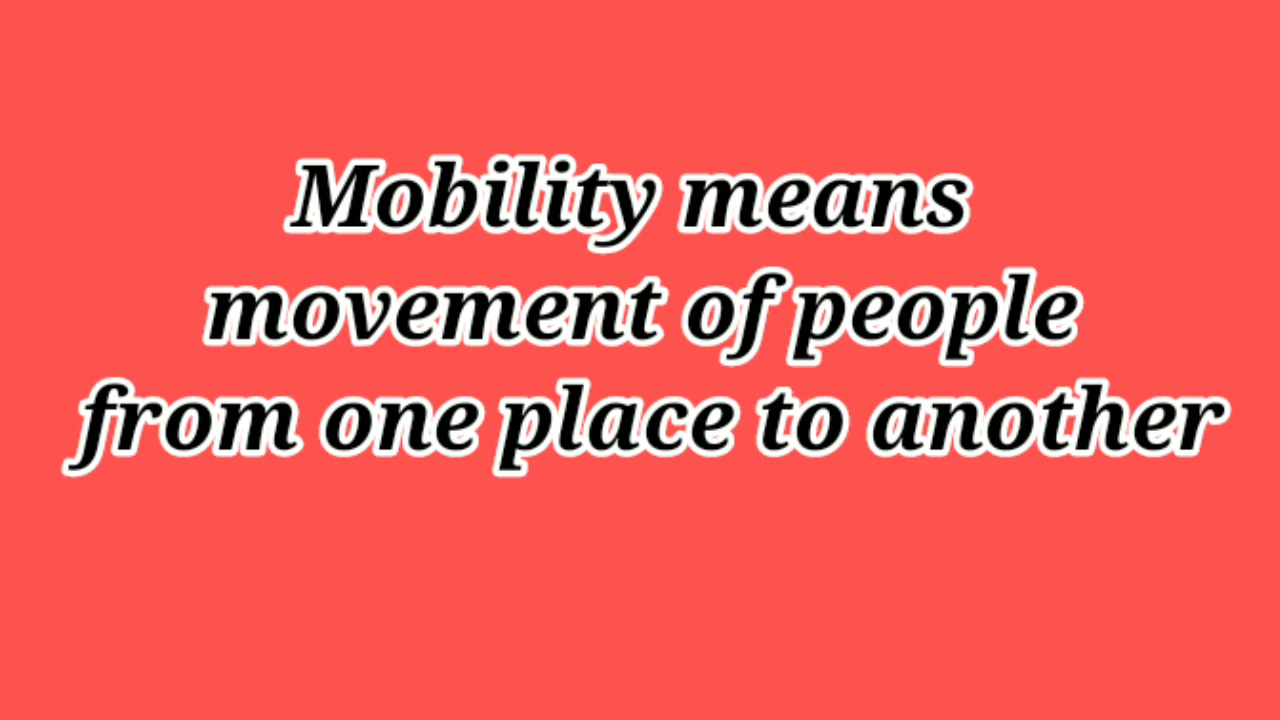 Mobility means
movement of people
from one place to another